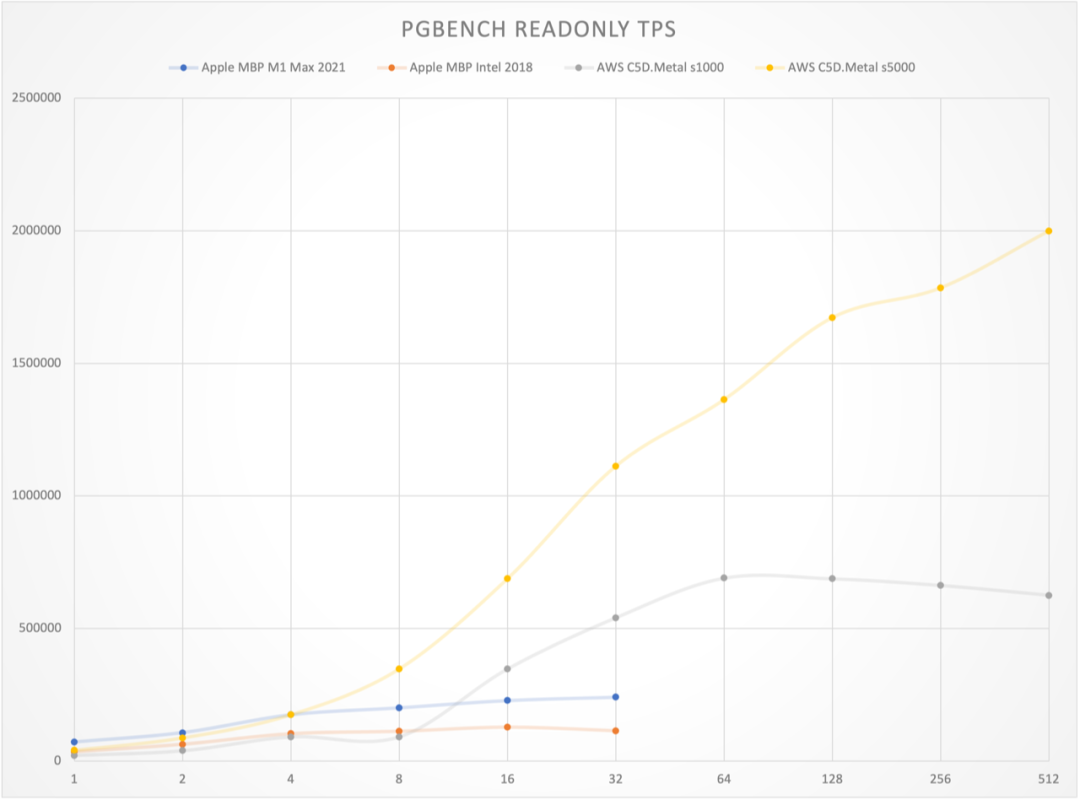 PGBENCH READONLY TPS
Apple MBP M1 Max 2021 Apple MBP Intel 2018 AWS C5D.Metal s1000 AWS C5D.Metal s5000
2500000
2000000
1500000
1000000
500000
0
1 2 4 8 16 32 64 128 256 512